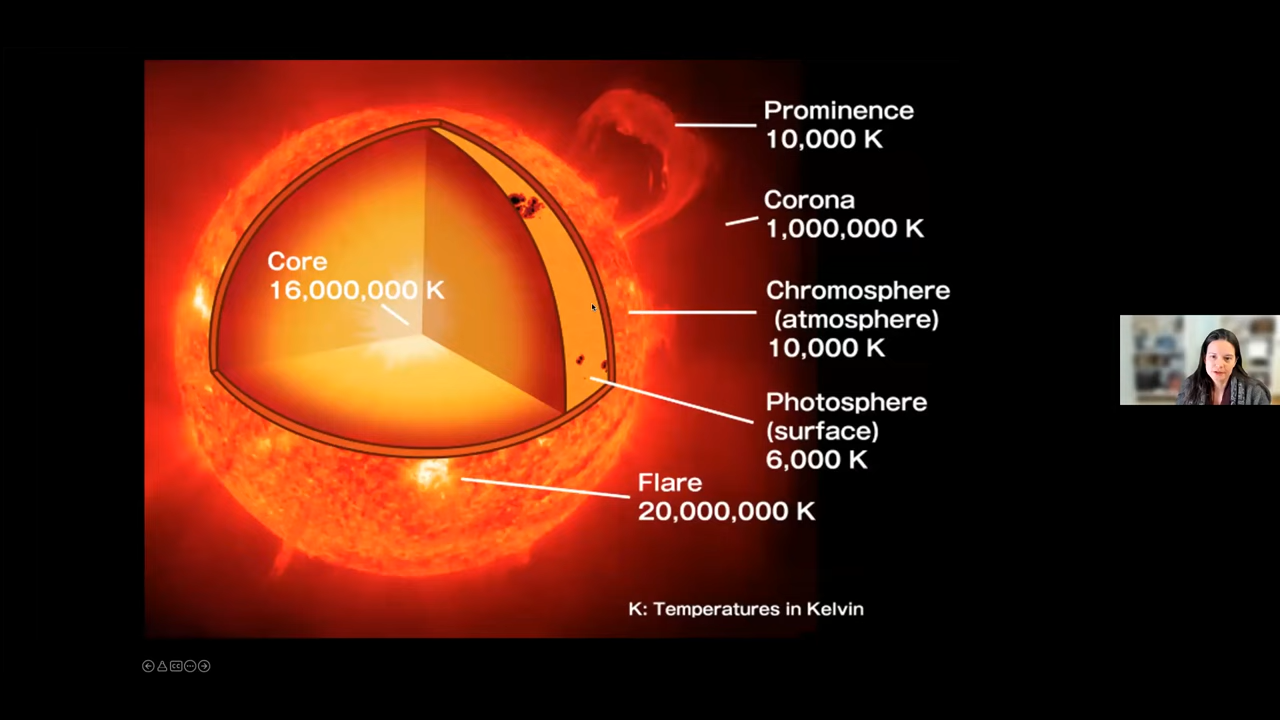 Prominence
10,000 K
Corona
1,000,000 K
Core
16,000,000 K
Chromosphere
(atmosphere)
10,000 K
Photosphere
(surface)
6,000 K
Flare
20,000,000 K
K: Temperatures in Kelvin
CC